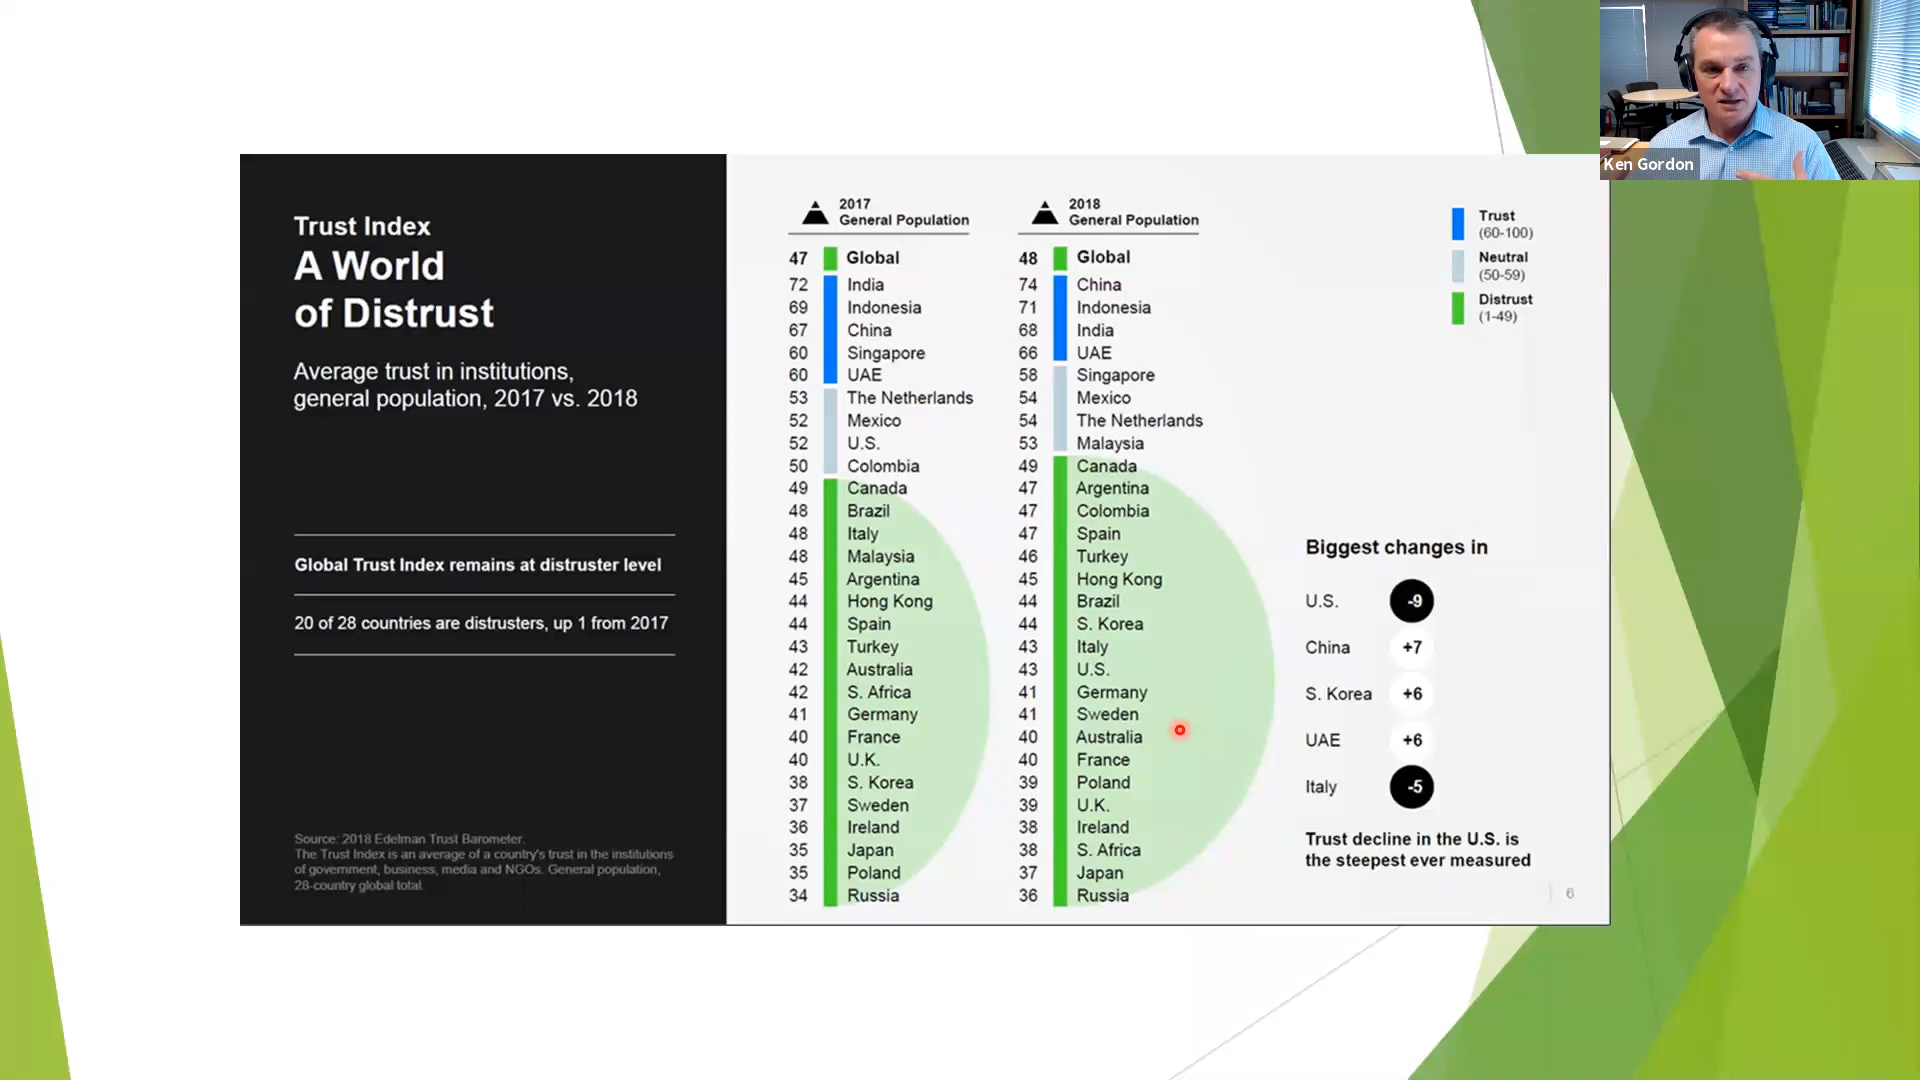 Ken Gordon
Trust Index
A World
of Distrust
Average trust in institutions,
general population, 2017 vs. 2018
Global Trust Index remains at distruster level
20 of 28 countries are distrusters, up 1 from 2017
Source: 2018 Edelman Trust Barometer.
The Trust Index is an average of a country's trust in the institutions
of government, business, media and NGOs. General population,
28-country global total.
2017
General Population
47 Global
72 India
69 Indonesia
67 China
60 Singapore
60 UAE
53 The Netherlands
52 Mexico
52 U.S.
50 Colombia
49 Canada
48 Brazil
48 Italy
48 Malaysia
45 Argentina
44 Hong Kong
44 Spain
43 Turkey
42 Australia
42 S. Africa
41 Germany
40 France
40 U.K.
38 S. Korea
37 Sweden
36 Ireland
35 Japan
35 Poland
34 Russia
2018
General Population
48 Global
74 China
71 Indonesia
68 India
66 UAE
58 Singapore
54 Mexico
54 The Netherlands
53 Malaysia
49 Canada
47 Argentina
47 Colombia
47 Spain
46 Turkey
45 Hong Kong
44 Brazil
44 S. Korea
43 Italy
43 U.S.
41 Germany
41 Sweden
40 Australia
40 France
39 Poland
39 U.K.
38 Ireland
38 S. Africa
37 Japan
36 Russia
Trust
(60-100)
Neutral
(50-59)
Distrust
(1-49)
Biggest changes in
U.S. -9
China +7
S. Korea +6
UAE +6
Italy -5
Trust decline in the U.S. is
the steepest ever measured
6